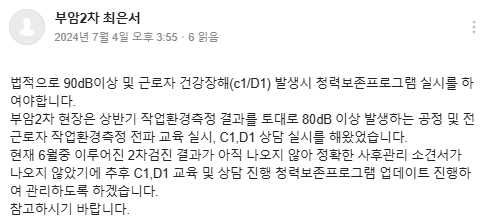 부암2차 최은서
2024년 7월 4일 오후 3:55 · 6 읽음
법적으로 90dB이상 및 근로자 건강장해(c1/D1) 발생시 청력보존프로그램 실시를 하
여야합니다.
부암2차 현장은 상반기 작업환경측정 결과를 토대로 80dB 이상 발생하는 공정 및 전
근로자 작업환경측정 전파 교육 실시, C1,D1 상담 실시를 해왔었습니다.
현재 6월중 이루어진 2차검진 결과가 아직 나오지 않아 정확한 사후관리 소견서가
나오지 않았기에 추후 C1,D1 교육 및 상담 진행 청력보존프로그램 업데이트 진행하
여 관리하도록 하겠습니다.
참고하시기 바랍니다.